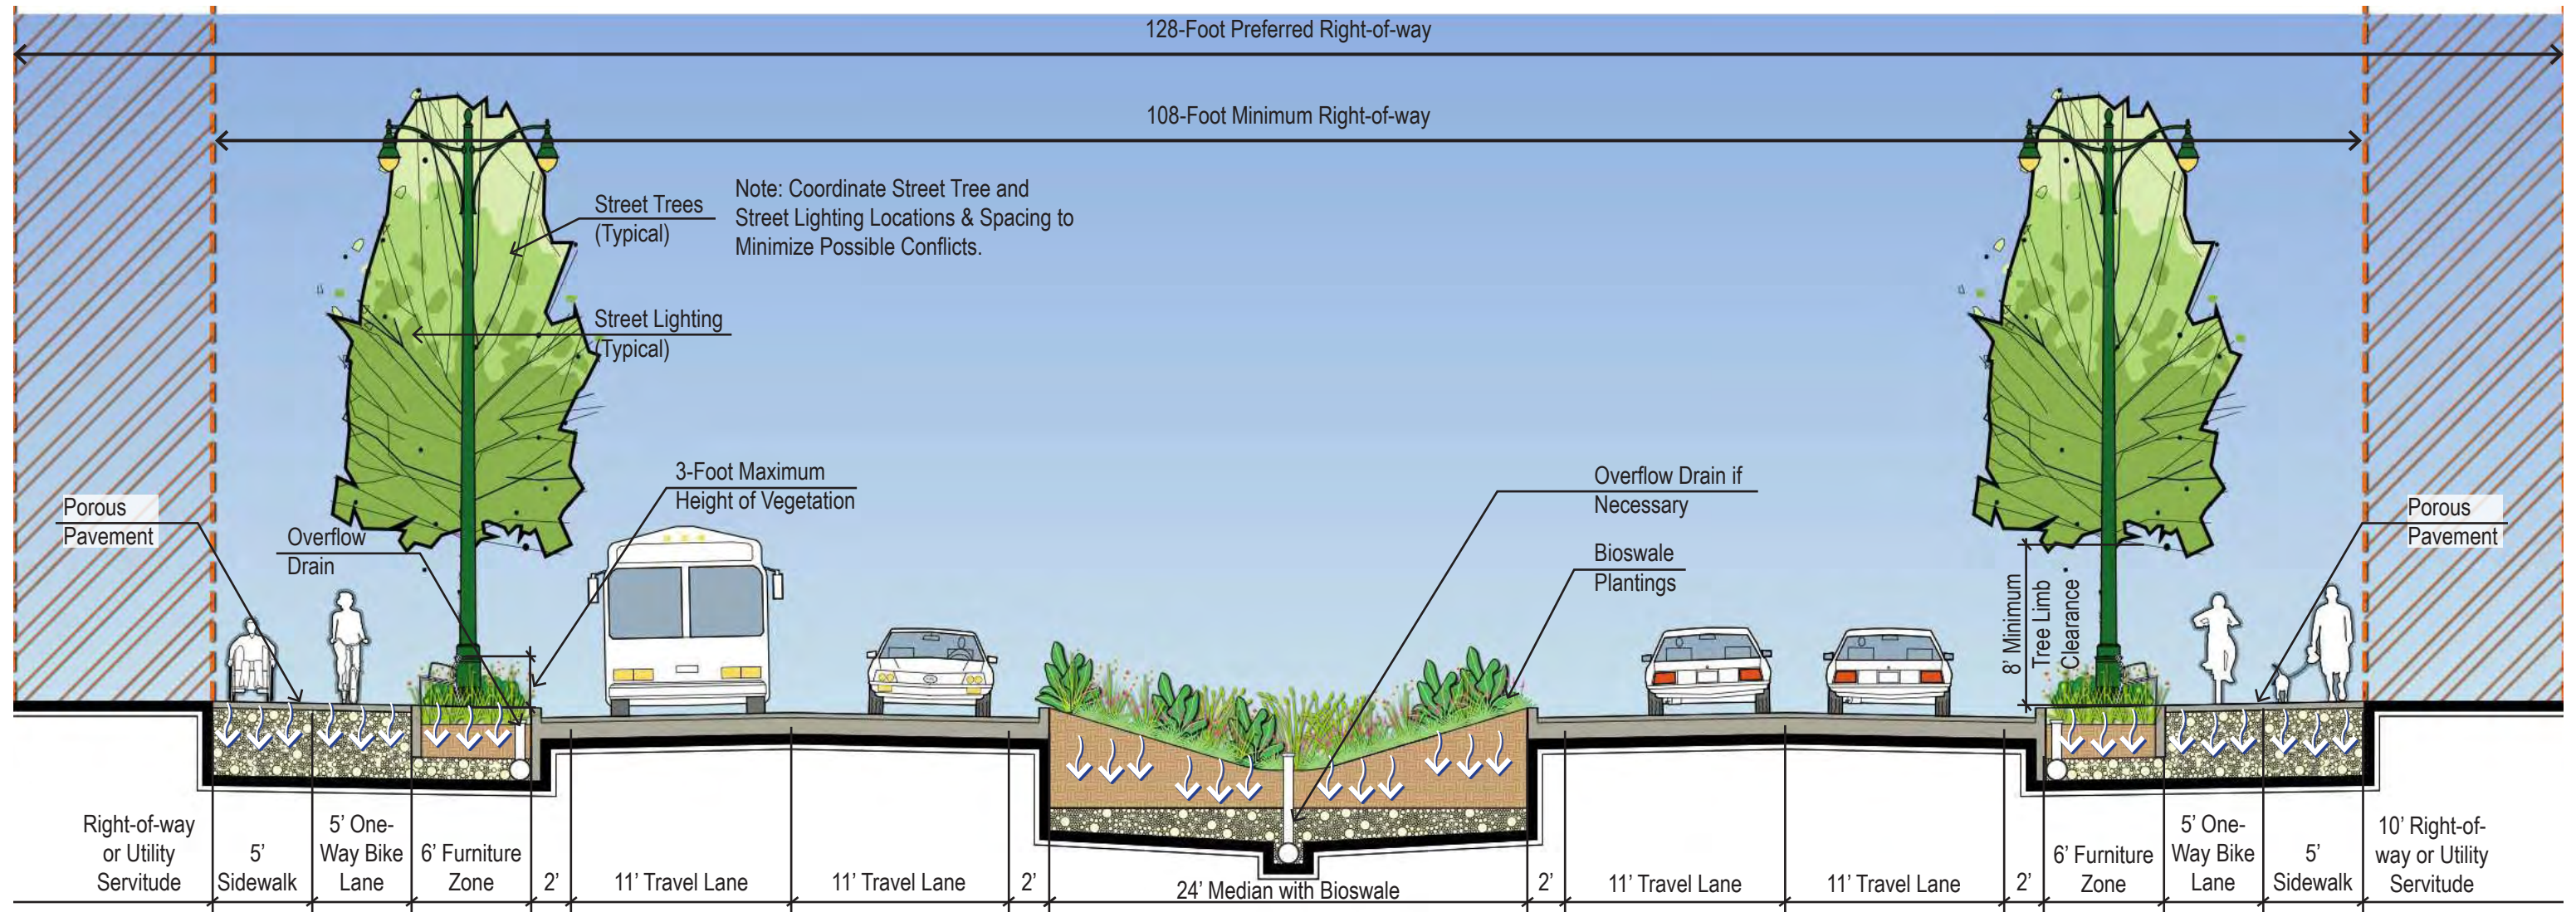 128-Foot Preferred Right-of-way
108-Foot Minimum Right-of-way
Street Trees
(Typical)
Note: Coordinate Street Tree and
Street Lighting Locations & Spacing to
Minimize Possible Conflicts.
Street Lighting
(Typical)
3-Foot Maximum
Height of Vegetation
Porous
Pavement
Overflow
Drain
Overflow Drain if
Necessary
Bioswale
Plantings
8’ Minimum
Tree Limb
Clearance
Porous
Pavement
Right-of-way
or Utility
Servitude
5’
Sidewalk
5’ One-
Way Bike
Lane
6’ Furniture
Zone
2’
11’ Travel Lane
11’ Travel Lane
2’
24’ Median with Bioswale
2’
11’ Travel Lane
11’ Travel Lane
2’
6’ Furniture
Zone
5’ One-
Way Bike
Lane
5’
Sidewalk
10’ Right-of-
way or Utility
Servitude